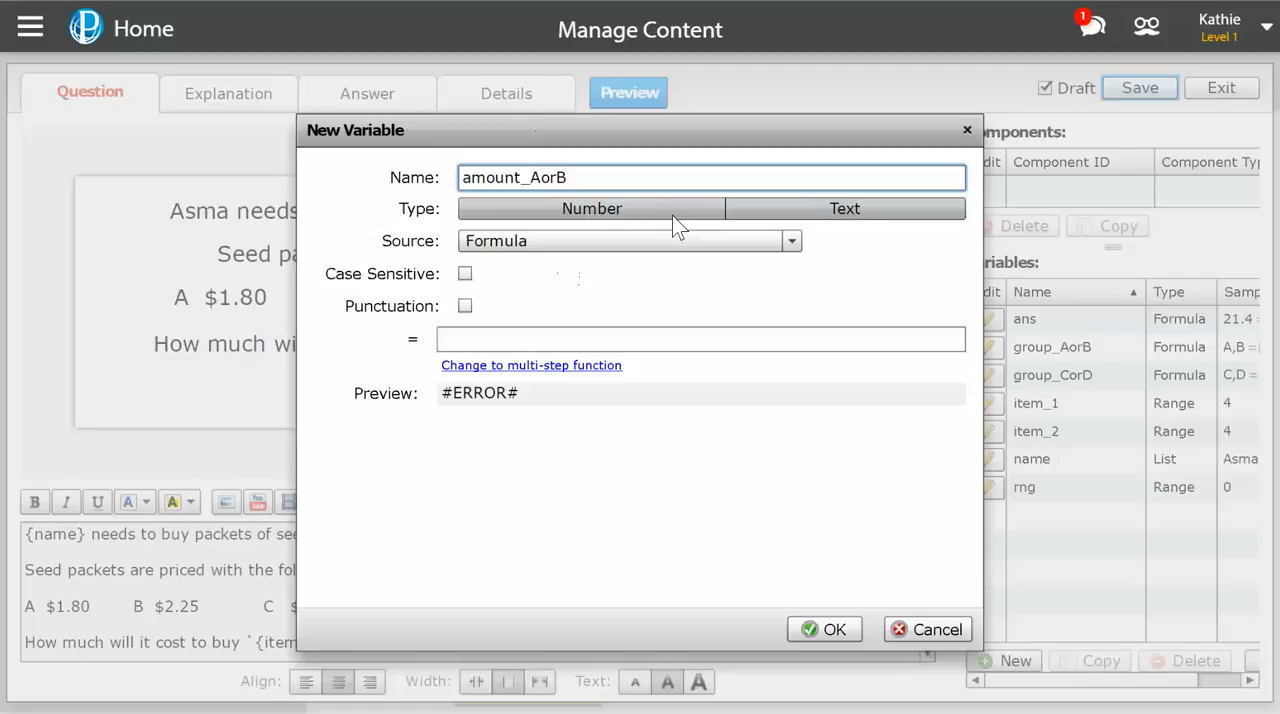 Home
Manage Content
1
Kathie
Level 1
Question
Explanation
Answer
Details
Preview
Draft
Save
Exit
New Variable
×
Name:
amount_AorB
Type:
Number
Text
Source:
Formula
Case Sensitive:
Punctuation:
=
Change to multi-step function
Preview:
#ERROR#
OK
Cancel
Asma needs
Seed pa
A $1.80
How much wi
mponents:
dit
Component ID
Component Typ
Delete
Copy
riables:
dit
Name
Type
Samp
ans
Formula
21.4 =
group_AorB
Formula
A,B =
group_CorD
Formula
C,D =
item_1
Range
4
item_2
Range
4
name
List
Asma
rng
Range
0
New
Copy
Delete
B
I
U
A
A
You Tube
{name} needs to buy packets of see
Seed packets are priced with the fol
A $1.80 B $2.25 C $
How much will it cost to buy `{item
Align:
Width:
Text:
A
A
A